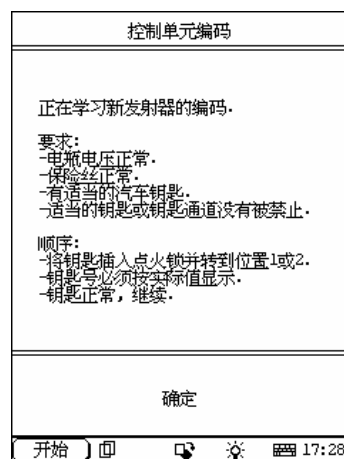 控制单元编码
正在学习新发射器的编码.
要求:
-电瓶电压正常.
-保险丝正常.
-有适当的汽车钥匙.
-适当的钥匙或钥匙通道没有被禁止.
顺序:
-将钥匙插入点火锁并转到位置1或2.
-钥匙号必须按实际值显示.
-钥匙正常, 继续.
确定
开始 17:28